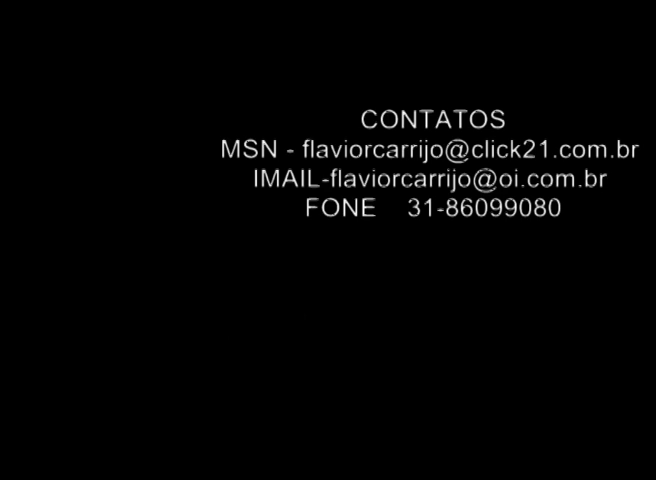 CONTATOS
MSN - flaviorcarrijo@click21.com.br
IMAIL-flaviorcarrijo@oi.com.br
FONE 31-86099080